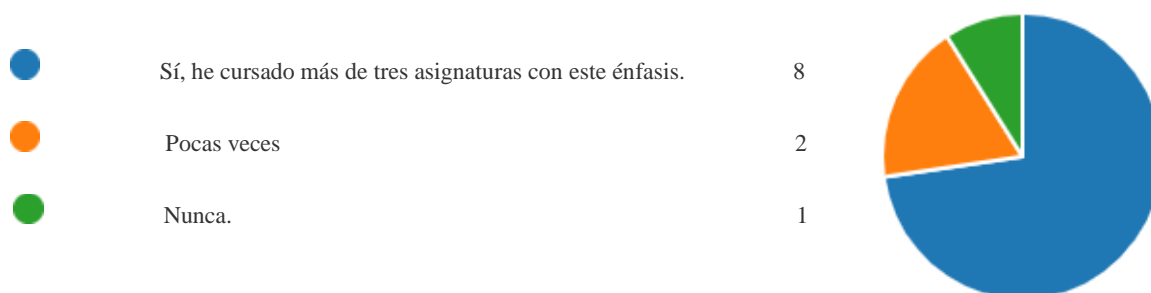 Sí, he cursado más de tres asignaturas con este énfasis. 8
Pocas veces 2
Nunca. 1